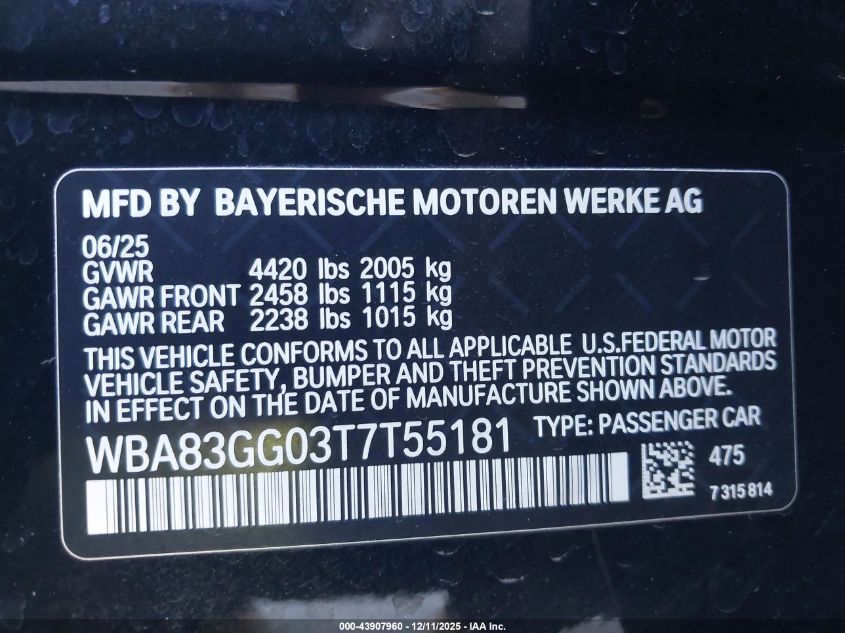 MFD BY BAYERISCHE MOTOREN WERKE AG
06/25
GVWR 4420 lbs 2005 kg
GAWR FRONT 2458 lbs 1115 kg
GAWR REAR 2238 lbs 1015 kg
THIS VEHICLE CONFORMS TO ALL APPLICABLE U.S.FEDERAL MOTOR
VEHICLE SAFETY, BUMPER AND THEFT PREVENTION STANDARDS
IN EFFECT ON THE DATE OF MANUFACTURE SHOWN ABOVE.
WBA83GG03T7T55181 TYPE: PASSENGER CAR
475
7 315 814
000-43907960 - 12/11/2025 - IAA Inc.